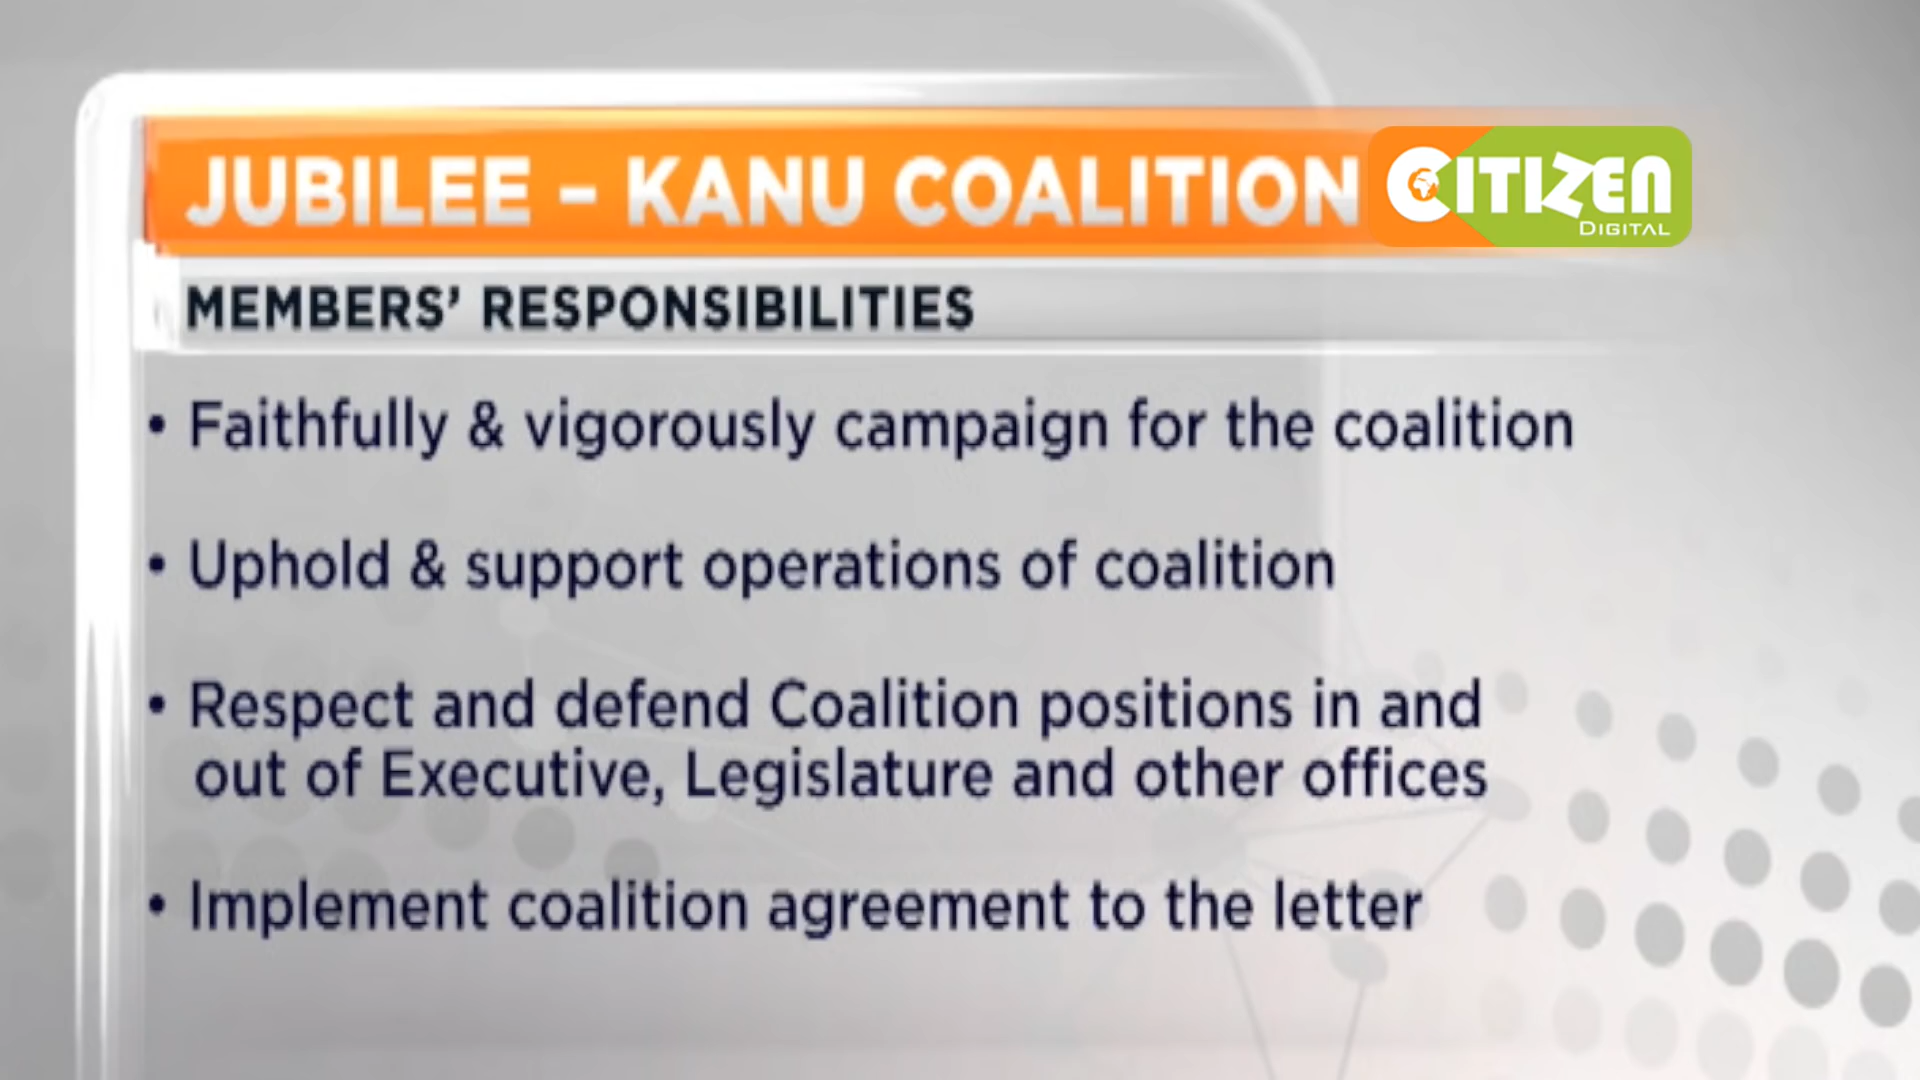 JUBILEE – KANU COALITION
CITIZEN
DIGITAL
MEMBERS’ RESPONSIBILITIES
• Faithfully & vigorously campaign for the coalition
• Uphold & support operations of coalition
• Respect and defend Coalition positions in and
out of Executive, Legislature and other offices
• Implement coalition agreement to the letter